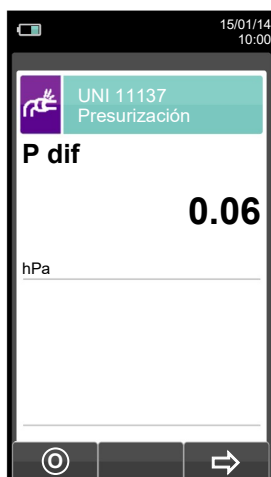 15/01/14
10:00
UNI 11137
Presurización
P dif
0.06
hPa